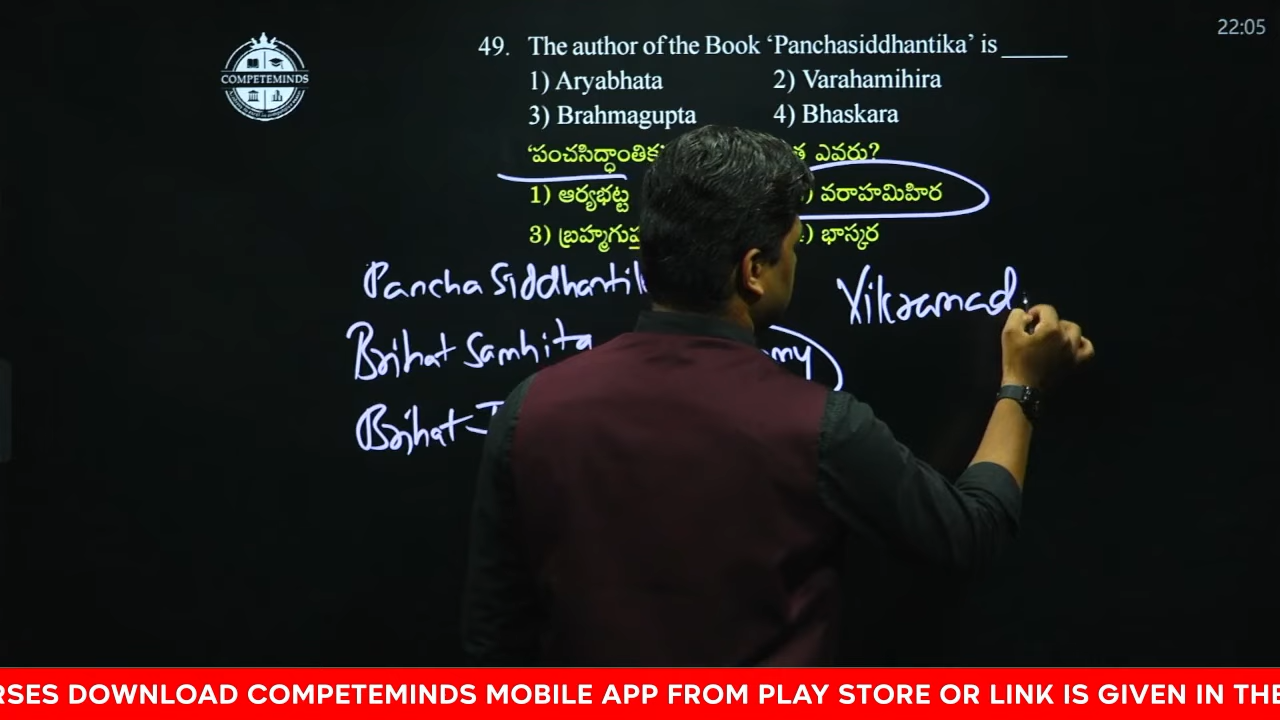 22:05
COMPETEMINDS
49. The author of the Book ‘Panchasiddhantika’ is ______
1) Aryabhata 2) Varahamihira
3) Brahmagupta 4) Bhaskara
‘పంచసిద్ధాంతిక ఎవరు?
1) ఆర్యభట్ట ) వరాహమిహిర
3) బ్రహ్మగుప్త ) భాస్కర
Pancha Siddhantik
Vikramad
Brihat Samhita my
Brihat-J
RSES DOWNLOAD COMPETEMINDS MOBILE APP FROM PLAY STORE OR LINK IS GIVEN IN THE